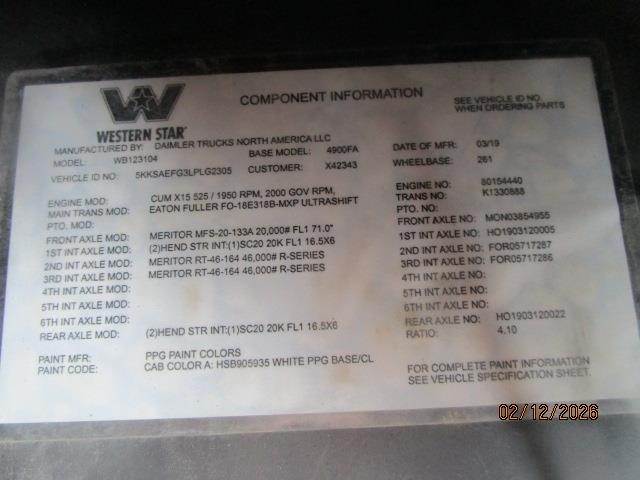 WESTERN STAR
COMPONENT INFORMATION
SEE VEHICLE ID NO.
WHEN ORDERING PARTS
MANUFACTURED BY: DAIMLER TRUCKS NORTH AMERICA LLC
MODEL: WB123104 BASE MODEL: 4900FA DATE OF MFR: 03/19
VEHICLE ID NO: 5KKSAEFG3LPLG2305 CUSTOMER: X42343 WHEELBASE: 261
ENGINE MOD: CUM X15 525 / 1950 RPM, 2000 GOV RPM, ENGINE NO: 80154440
MAIN TRANS MOD: EATON FULLER FO-18E318B-MXP ULTRASHIFT TRANS NO: K1330888
PTO. MOD: PTO. NO:
FRONT AXLE MOD: MERITOR MFS-20-133A 20,000# FL1 71.0" FRONT AXLE NO: MON03854955
1ST INT AXLE MOD: (2)HEND STR INT:(1)SC20 20K FL1 16.5X6 1ST INT AXLE NO: HO1903120005
2ND INT AXLE MOD: MERITOR RT-46-164 46,000# R-SERIES 2ND INT AXLE NO: FOR05717287
3RD INT AXLE MOD: MERITOR RT-46-164 46,000# R-SERIES 3RD INT AXLE NO: FOR05717286
4TH INT AXLE MOD: 4TH INT AXLE NO:
5TH INT AXLE MOD: 5TH INT AXLE NO:
6TH INT AXLE MOD: 6TH INT AXLE NO:
REAR AXLE MOD: (2)HEND STR INT:(1)SC20 20K FL1 16.5X6 REAR AXLE NO: HO1903120022
RATIO: 4.10
PAINT MFR: PPG PAINT COLORS
PAINT CODE: CAB COLOR A: HSB905935 WHITE PPG BASE/CL
FOR COMPLETE PAINT INFORMATION
SEE VEHICLE SPECIFICATION SHEET.
02/12/2026